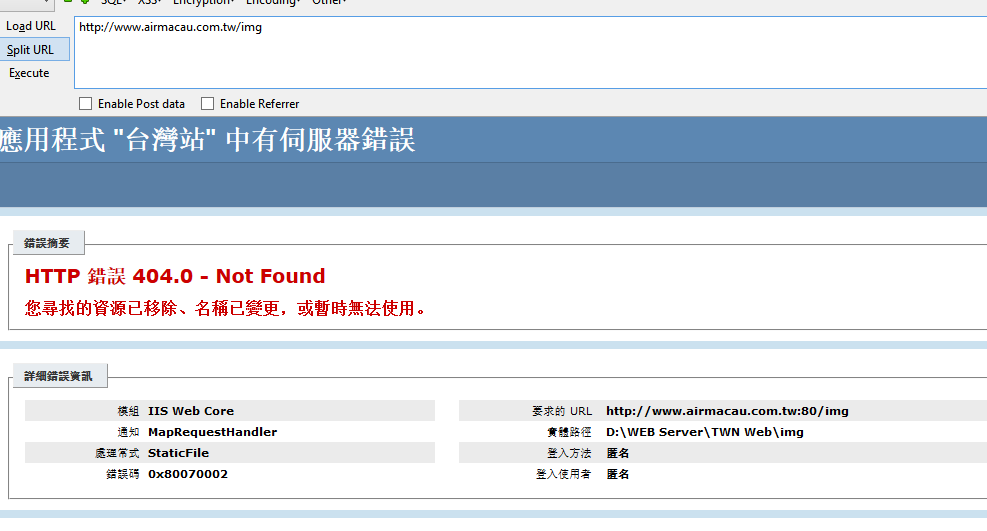 SQL▾ XSS▾ Encryption▾ Encoding▾ Other▾
Load URL
http://www.airmacau.com.tw/img
Split URL
Execute
Enable Post data Enable Referrer
應用程式 "台灣站" 中有伺服器錯誤
錯誤摘要
HTTP 錯誤 404.0 - Not Found
您尋找的資源已移除、名稱已變更，或暫時無法使用。
詳細錯誤資訊
模組 IIS Web Core
通知 MapRequestHandler
處理常式 StaticFile
錯誤碼 0x80070002
要求的 URL http://www.airmacau.com.tw:80/img
實體路徑 D:\WEB Server\TWN Web\img
登入方法 匿名
登入使用者 匿名